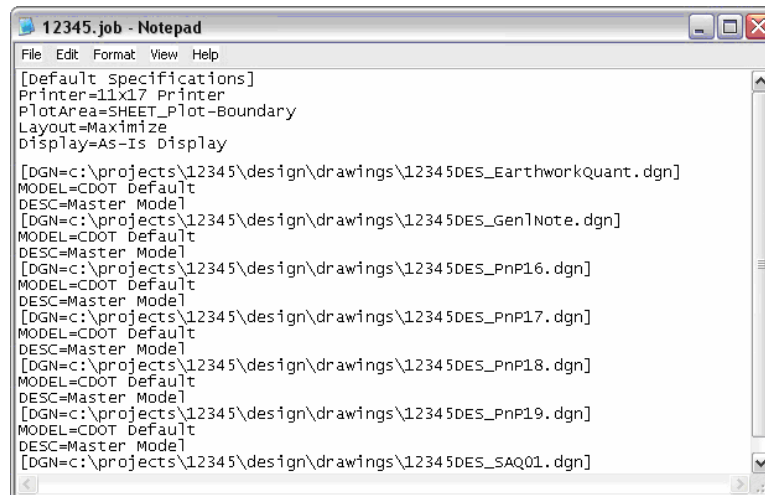 12345.job - Notepad
File Edit Format View Help
[Default Specifications]
Printer=11x17 Printer
PlotArea=SHEET_Plot-Boundary
Layout=Maximize
Display=As-Is Display
[DGN=c:\projects\12345\design\drawings\12345DES_EarthworkQuant.dgn]
MODEL=CDOT Default
DESC=Master Model
[DGN=c:\projects\12345\design\drawings\12345DES_GenlNote.dgn]
MODEL=CDOT Default
DESC=Master Model
[DGN=c:\projects\12345\design\drawings\12345DES_PnP16.dgn]
MODEL=CDOT Default
DESC=Master Model
[DGN=c:\projects\12345\design\drawings\12345DES_PnP17.dgn]
MODEL=CDOT Default
DESC=Master Model
[DGN=c:\projects\12345\design\drawings\12345DES_PnP18.dgn]
MODEL=CDOT Default
DESC=Master Model
[DGN=c:\projects\12345\design\drawings\12345DES_PnP19.dgn]
MODEL=CDOT Default
DESC=Master Model
[DGN=c:\projects\12345\design\drawings\12345DES_SAQ01.dgn]